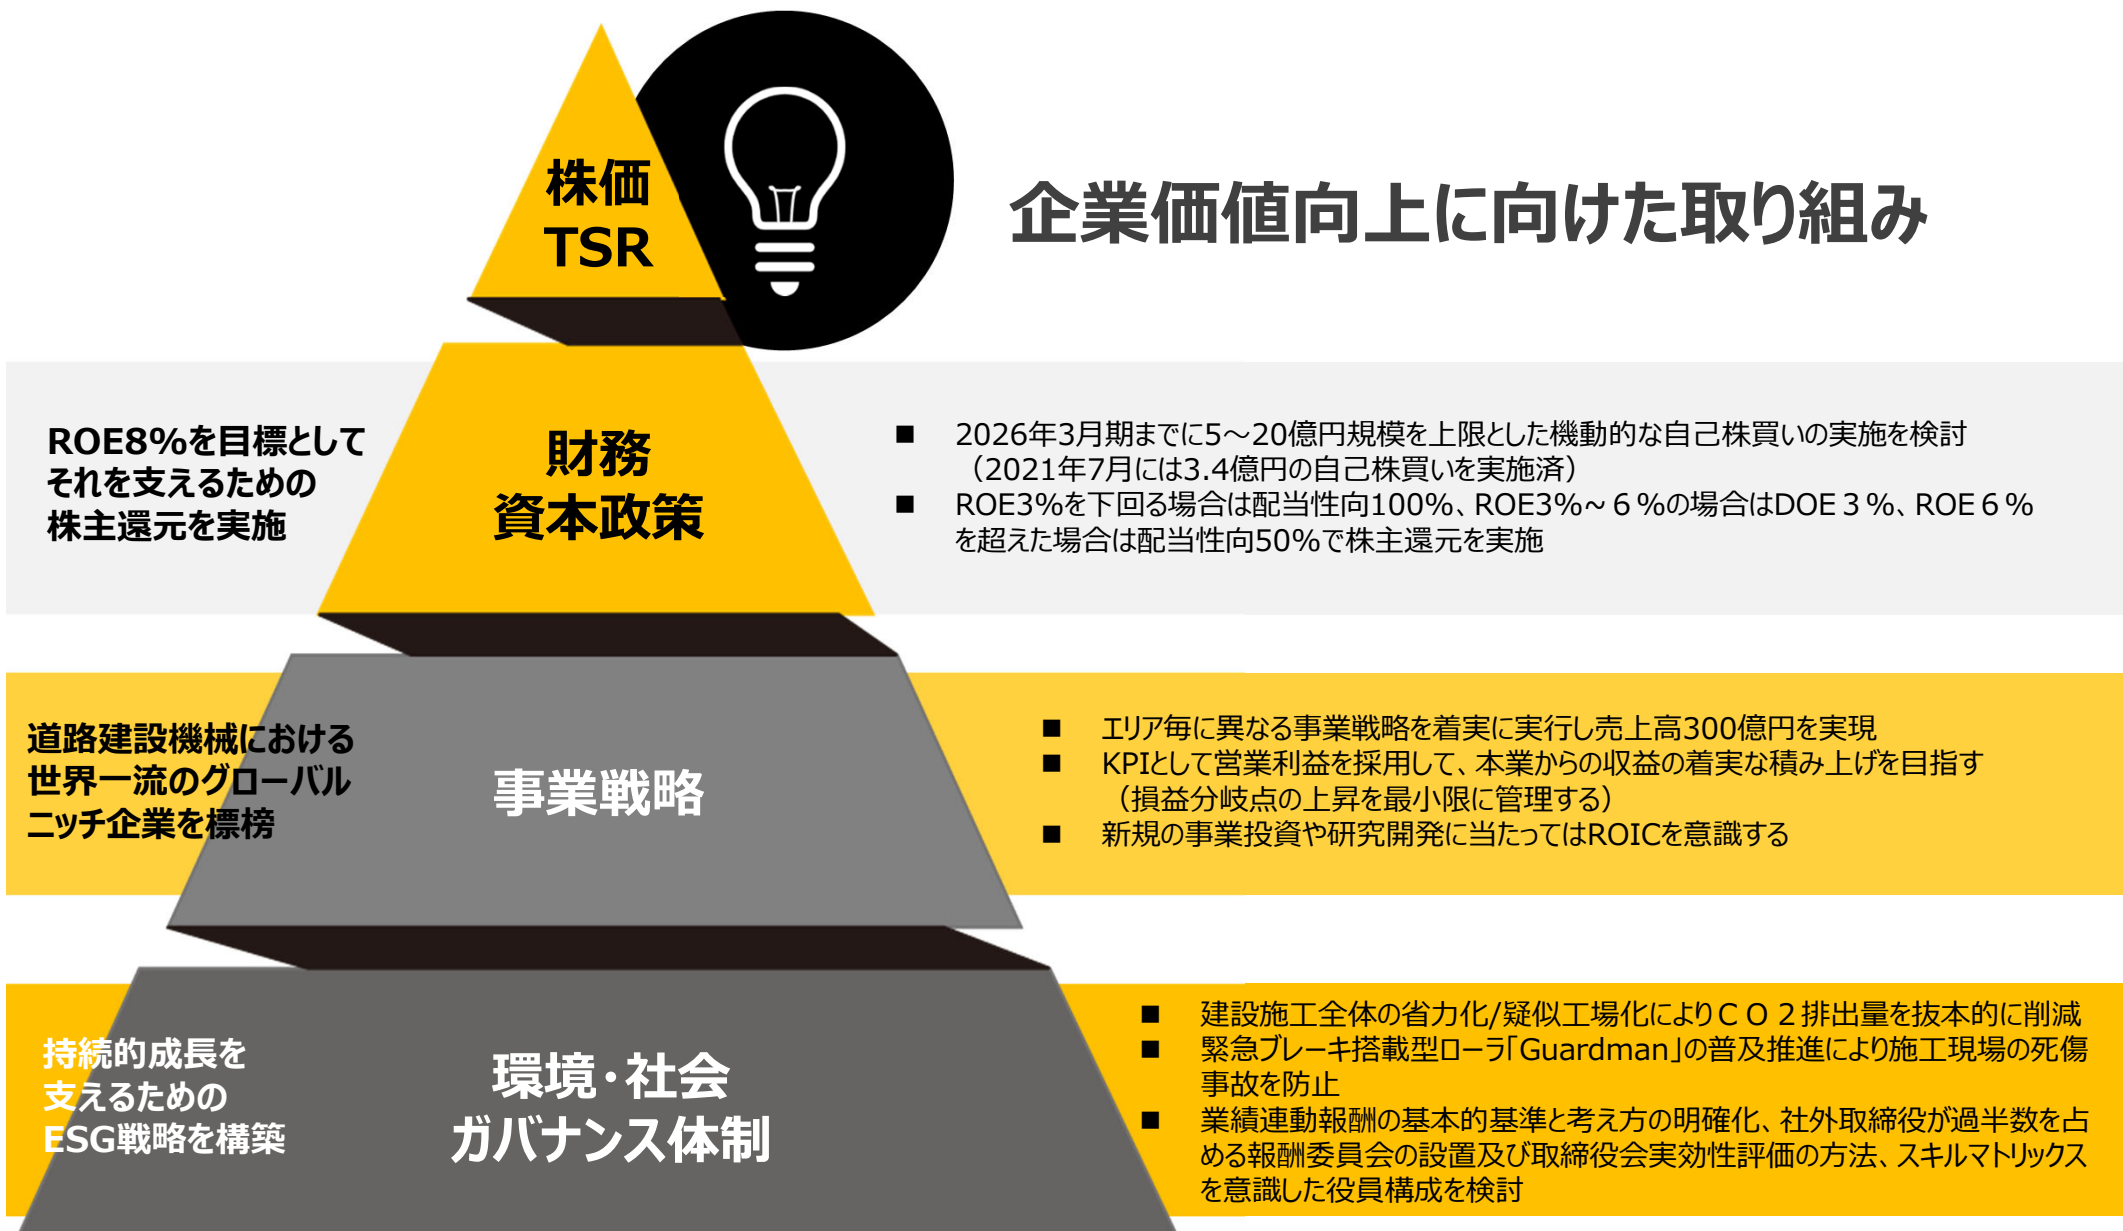 株価
TSR
企業価値向上に向けた取り組み
ROE8%を目標として
それを支えるための
株主還元を実施
財務
資本政策
■ 2026年3月期までに5～20億円規模を上限とした機動的な自己株買いの実施を検討
（2021年7月には3.4億円の自己株買いを実施済）
■ ROE3%を下回る場合は配当性向100%、ROE3%~６%の場合はDOE３%、ROE６%
を超えた場合は配当性向50%で株主還元を実施
道路建設機械における
世界一流のグローバル
ニッチ企業を標榜
事業戦略
■ エリア毎に異なる事業戦略を着実に実行し売上高300億円を実現
■ KPIとして営業利益を採用して、本業からの収益の着実な積み上げを目指す
（損益分岐点の上昇を最小限に管理する）
■ 新規の事業投資や研究開発に当たってはROICを意識する
持続的成長を
支えるための
ESG戦略を構築
環境・社会
ガバナンス体制
■ 建設施工全体の省力化/疑似工場化によりＣＯ２排出量を抜本的に削減
■ 緊急ブレーキ搭載型ローラ「Guardman」の普及推進により施工現場の死傷
事故を防止
■ 業績連動報酬の基本的基準と考え方の明確化、社外取締役が過半数を占
める報酬委員会の設置及び取締役会実効性評価の方法、スキルマトリックス
を意識した役員構成を検討